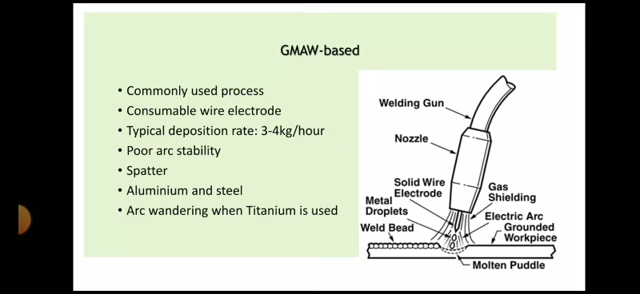 GMAW-based
• Commonly used process
• Consumable wire electrode
• Typical deposition rate: 3-4kg/hour
• Poor arc stability
• Spatter
• Aluminium and steel
• Arc wandering when Titanium is used
Welding Gun
Nozzle
Solid Wire
Electrode
Gas
Shielding
Metal
Droplets
Electric Arc
Weld Bead
Grounded
Workpiece
Molten Puddle